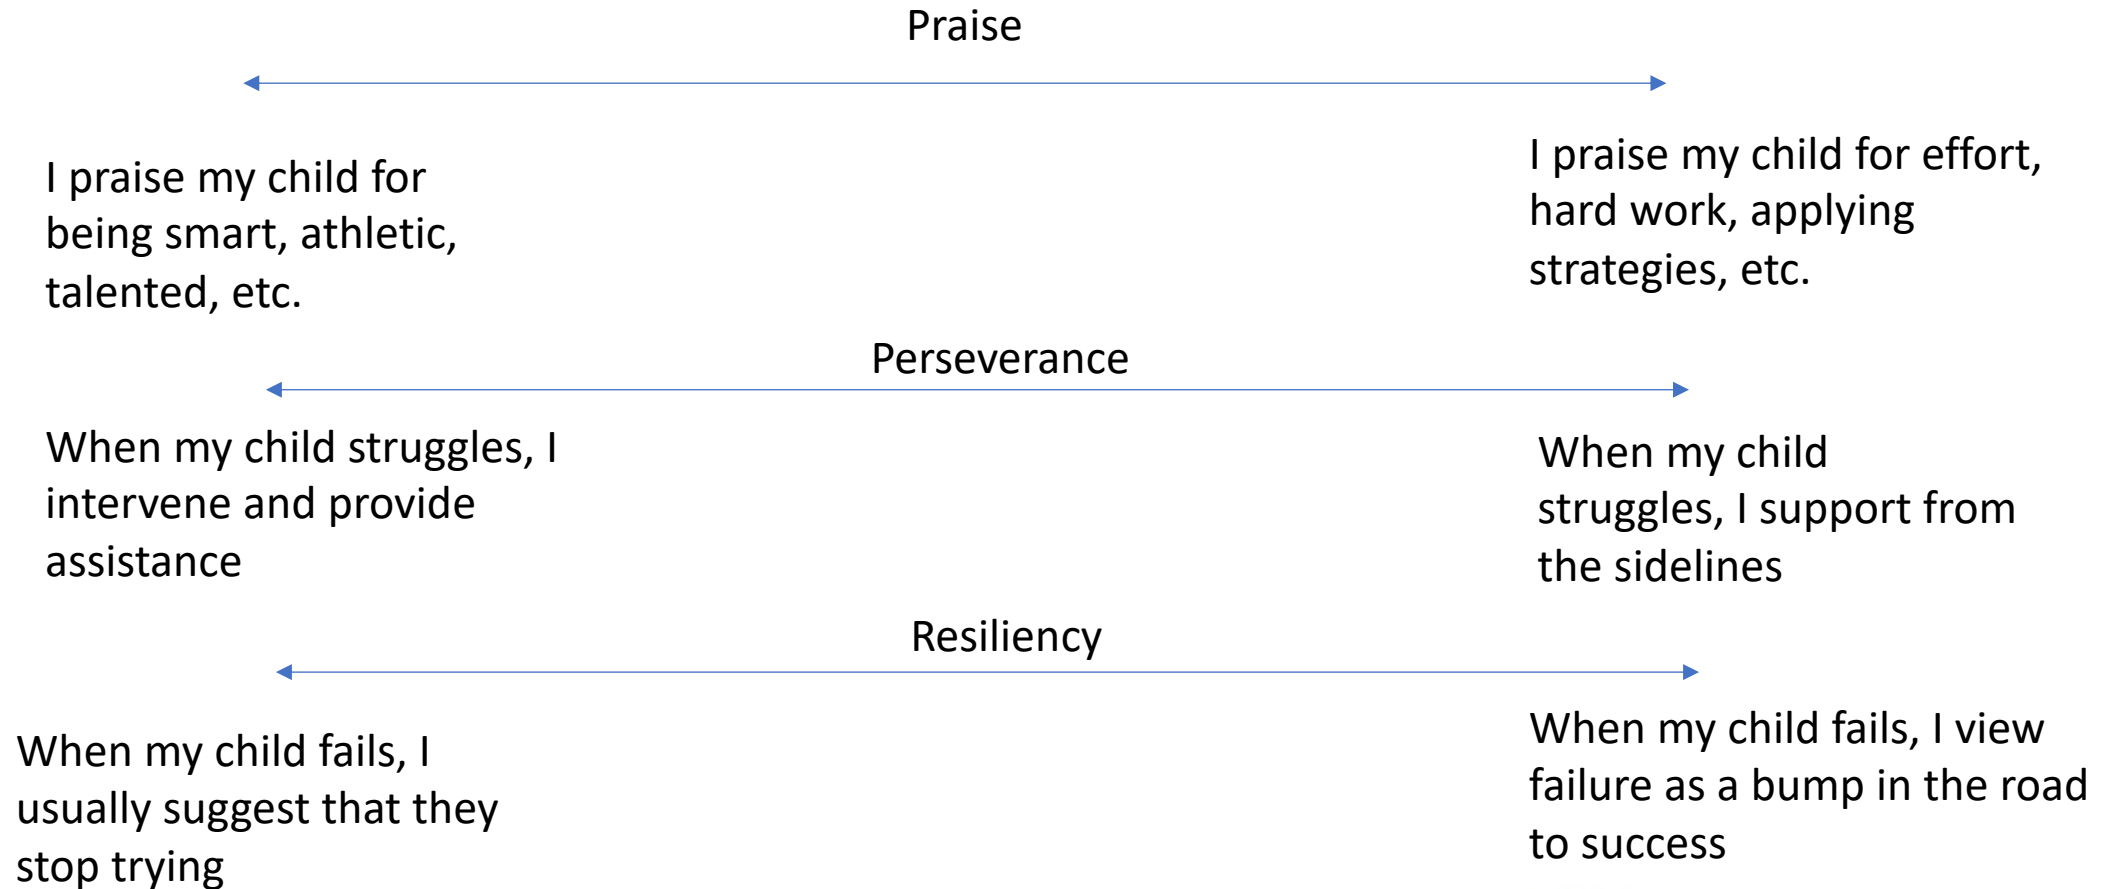 Praise
I praise my child for
being smart, athletic,
talented, etc.
I praise my child for effort,
hard work, applying
strategies, etc.
Perseverance
When my child struggles, I
intervene and provide
assistance
When my child
struggles, I support from
the sidelines
Resiliency
When my child fails, I
usually suggest that they
stop trying
When my child fails, I view
failure as a bump in the road
to success